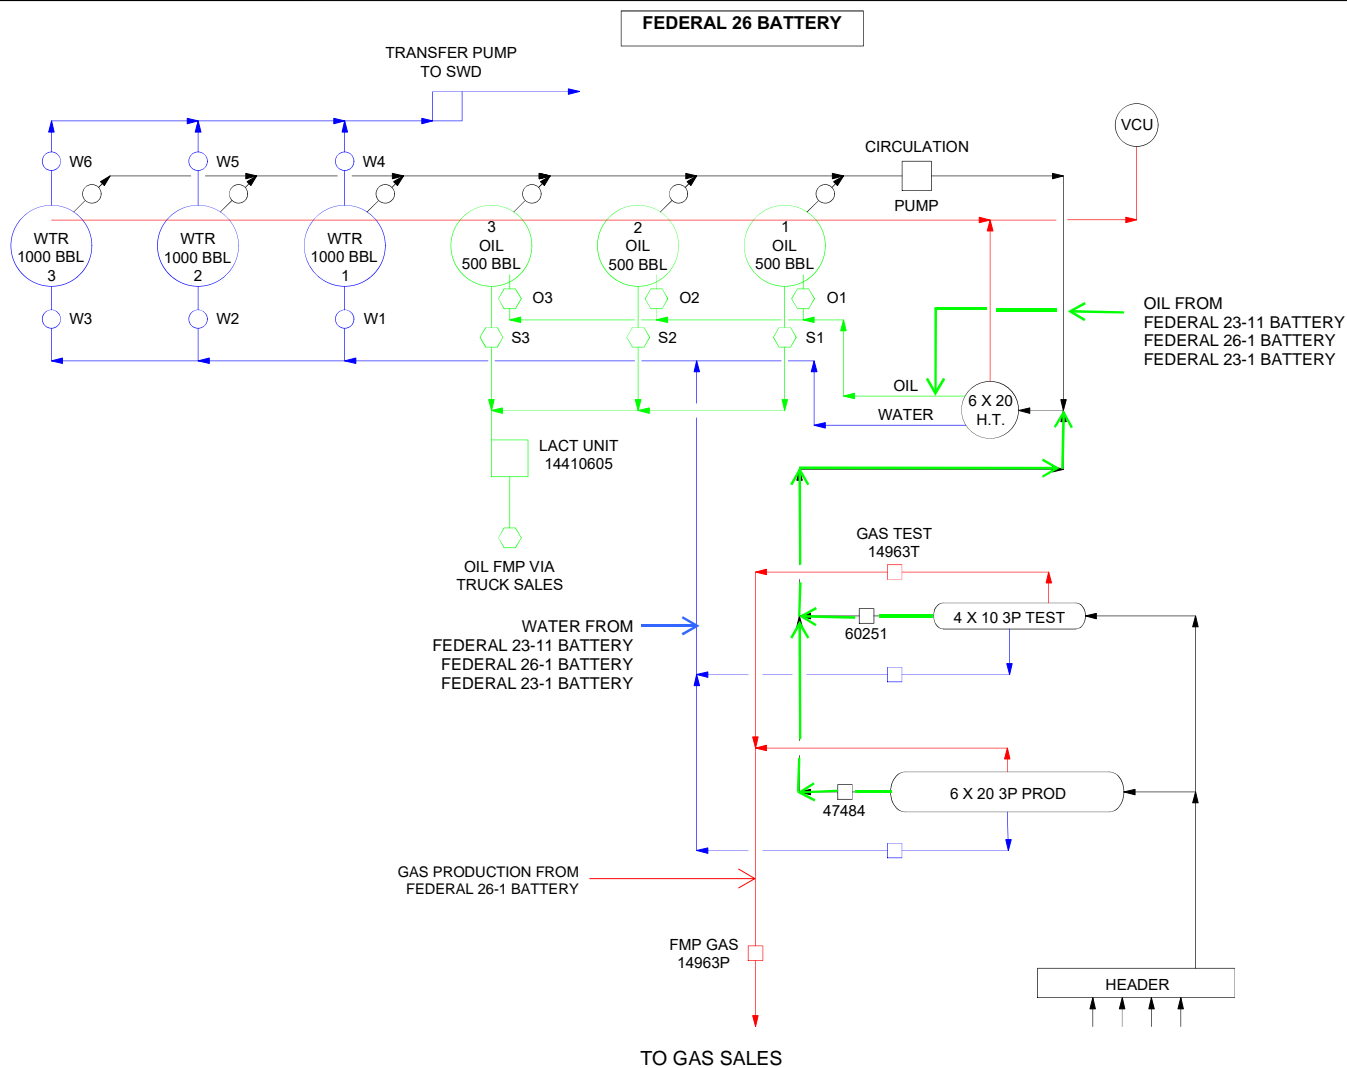 FEDERAL 26 BATTERY
TRANSFER PUMP
TO SWD
VCU
CIRCULATION
PUMP
W6
W5
W4
WTR
1000 BBL
3
WTR
1000 BBL
2
WTR
1000 BBL
1
3
OIL
500 BBL
2
OIL
500 BBL
1
OIL
500 BBL
O3
O2
O1
W3
W2
W1
S3
S2
S1
OIL FROM
FEDERAL 23-11 BATTERY
FEDERAL 26-1 BATTERY
FEDERAL 23-1 BATTERY
OIL
WATER
6 X 20
H.T.
LACT UNIT
14410605
OIL FMP VIA
TRUCK SALES
GAS TEST
14963T
60251
4 X 10 3P TEST
WATER FROM
FEDERAL 23-11 BATTERY
FEDERAL 26-1 BATTERY
FEDERAL 23-1 BATTERY
47484
6 X 20 3P PROD
GAS PRODUCTION FROM
FEDERAL 26-1 BATTERY
FMP GAS
14963P
HEADER
TO GAS SALES